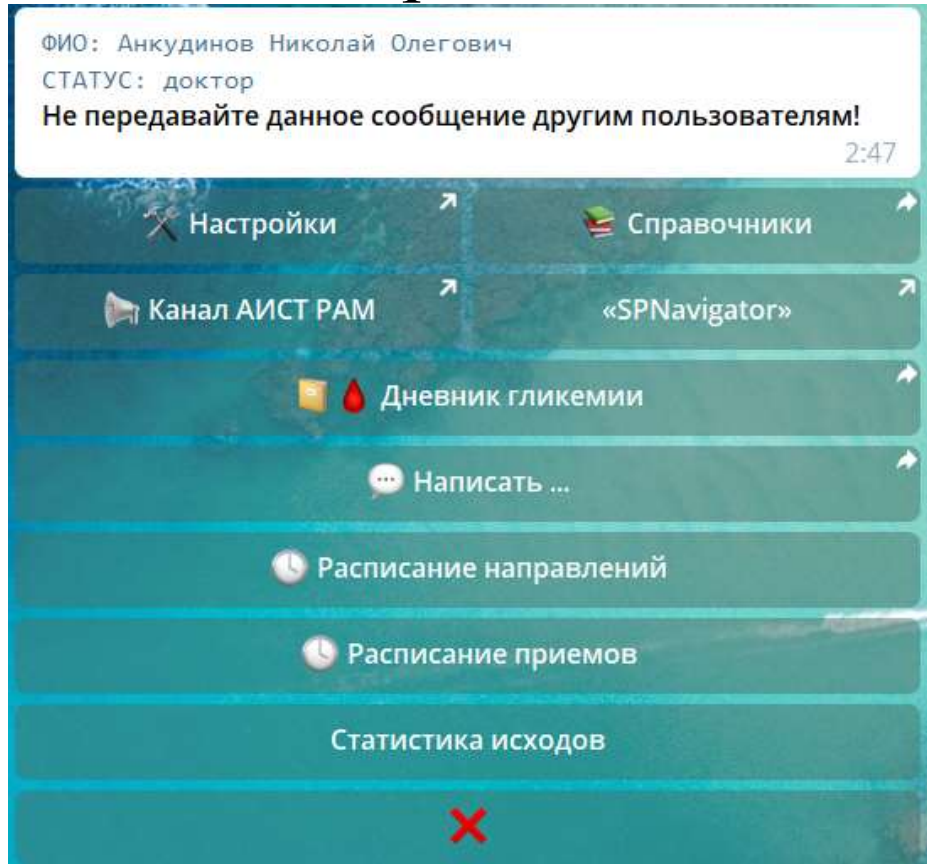 ФИО: Анкудинов Николай Олегович
СТАТУС: доктор
Не передавайте данное сообщение другим пользователям!
2:47
Настройки
Справочники
Канал АИСТ РАМ
«SPNavigator»
Дневник гликемии
Написать ...
Расписание направлений
Расписание приемов
Статистика исходов